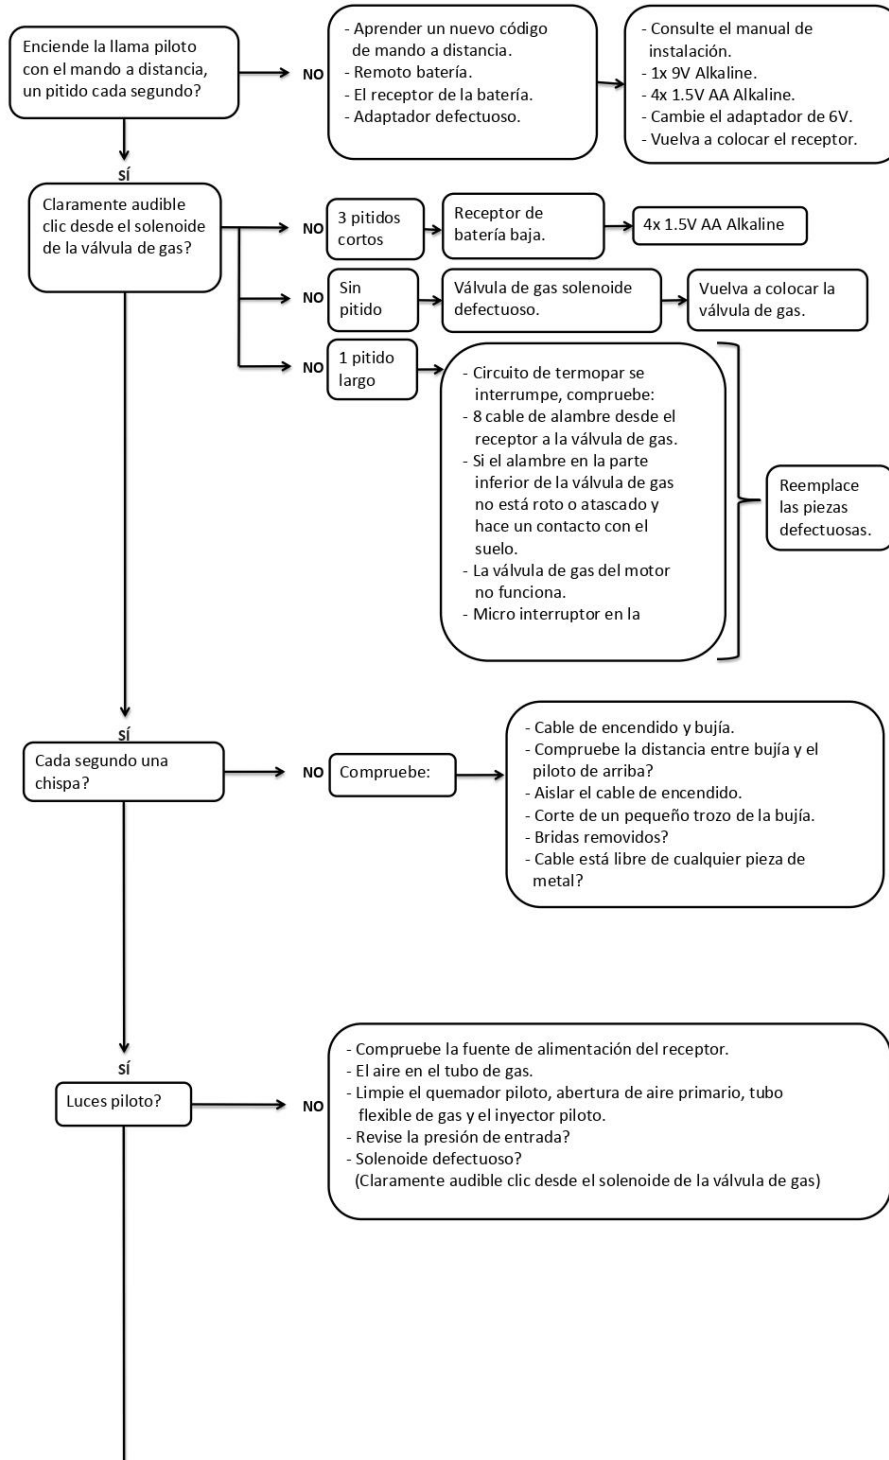 Enciende la llama piloto
con el mando a distancia,
un pitido cada segundo?
NO
- Aprender un nuevo código
de mando a distancia.
- Remoto batería.
- El receptor de la batería.
- Adaptador defectuoso.
- Consulte el manual de
instalación.
- 1x 9V Alkaline.
- 4x 1.5V AA Alkaline.
- Cambie el adaptador de 6V.
- Vuelva a colocar el receptor.
SÍ
Claramente audible
clic desde el solenoide
de la válvula de gas?
NO
3 pitidos
cortos
Receptor de
batería baja.
4x 1.5V AA Alkaline
NO
Sin
pitido
Válvula de gas solenoide
defectuoso.
Vuelva a colocar la
válvula de gas.
NO
1 pitido
largo
- Circuito de termopar se
interrumpe, compruebe:
- 8 cable de alambre desde el
receptor a la válvula de gas.
- Si el alambre en la parte
inferior de la válvula de gas
no está roto o atascado y
hace un contacto con el
suelo.
- La válvula de gas del motor
no funciona.
- Micro interruptor en la
Reemplace
las piezas
defectuosas.
SÍ
Cada segundo una
chispa?
NO
Compruebe:
- Cable de encendido y bujía.
- Compruebe la distancia entre bujía y el
piloto de arriba?
- Aislar el cable de encendido.
- Corte de un pequeño trozo de la bujía.
- Bridas removidos?
- Cable está libre de cualquier pieza de
metal?
SÍ
Luces piloto?
NO
- Compruebe la fuente de alimentación del receptor.
- El aire en el tubo de gas.
- Limpie el quemador piloto, abertura de aire primario, tubo
flexible de gas y el inyector piloto.
- Revise la presión de entrada?
- Solenoide defectuoso?
(Claramente audible clic desde el solenoide de la válvula de gas)